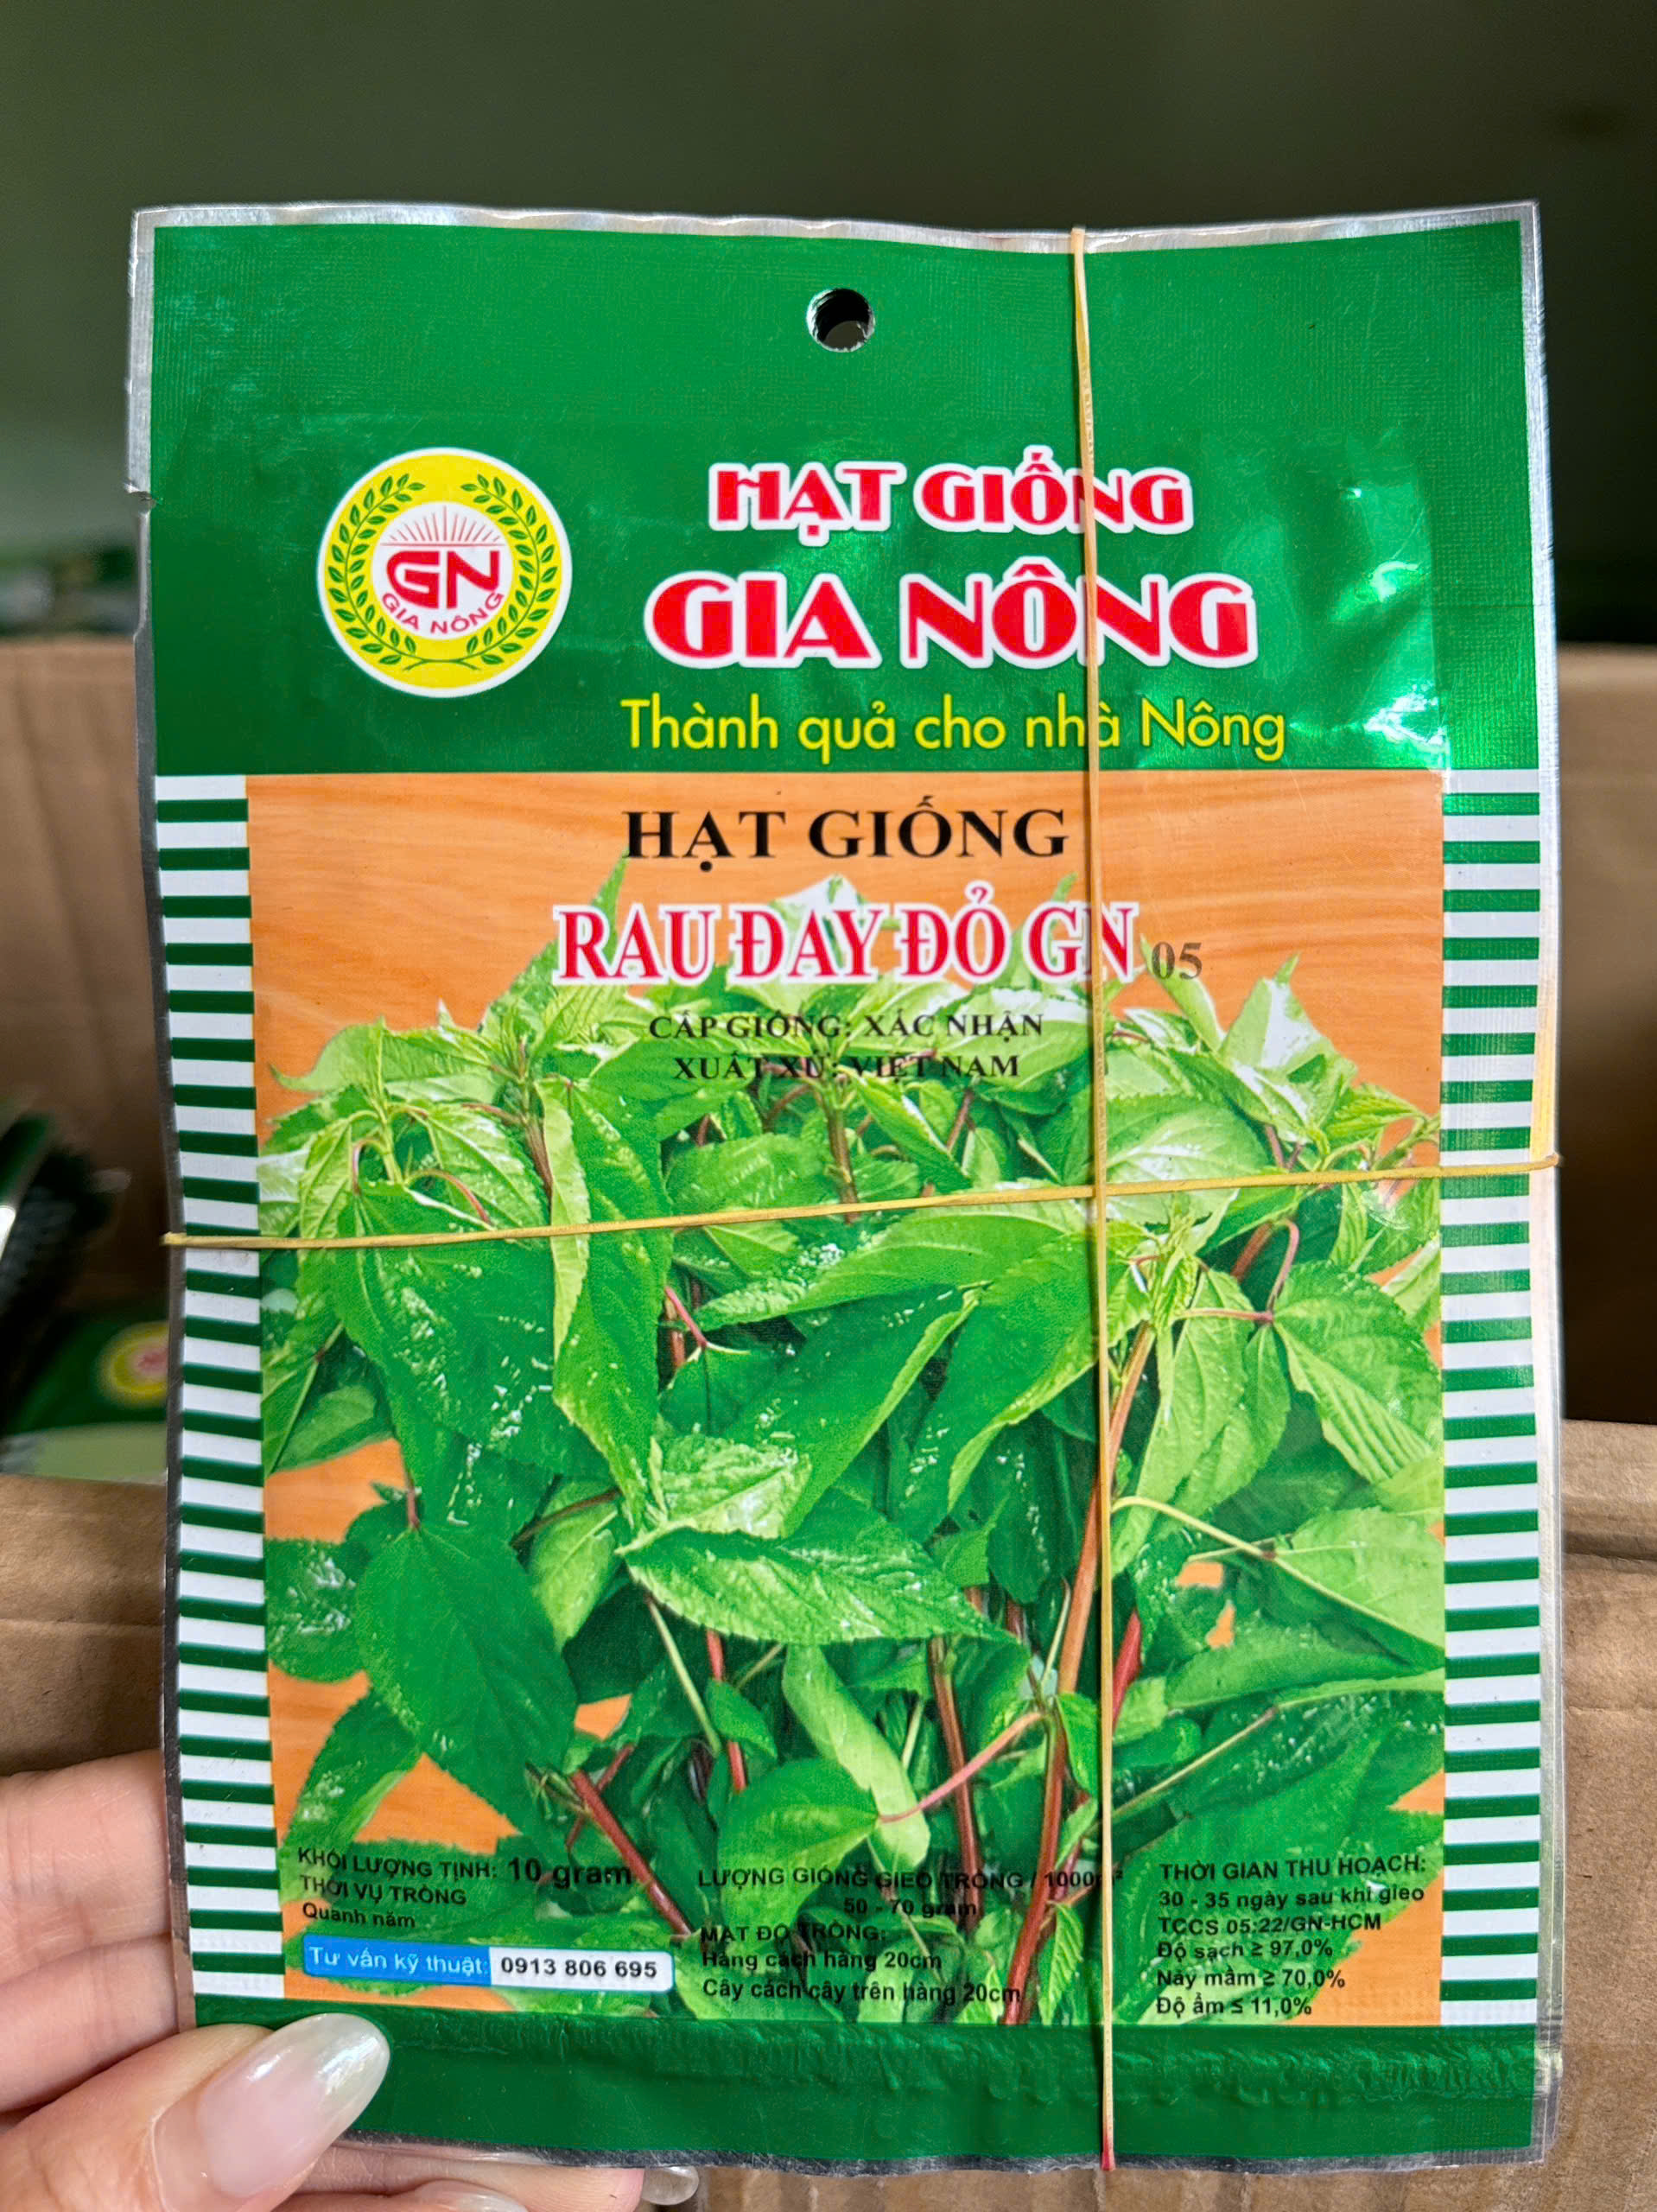 GN
GIA NÔNG
HẠT GIỐNG
GIA NÔNG
Thành quả cho nhà Nông
HẠT GIỐNG
RAU ĐAY ĐỎ GN 05
CẤP GIỐNG: XÁC NHẬN
XUẤT XỨ: VIỆT NAM
KHỐI LƯỢNG TỊNH: 10 gram
THỜI VỤ TRỒNG
Quanh năm
Tư vấn kỹ thuật: 0913 806 695
LƯỢNG GIỐNG GIEO TRỒNG / 1000m²
50 - 70 gram
MẬT ĐỘ TRỒNG:
Hàng cách hàng 20cm
Cây cách cây trên hàng 20cm
THỜI GIAN THU HOẠCH:
30 - 35 ngày sau khi gieo
TCCS 05:22/GN-HCM
Độ sạch ≥ 97,0%
Nảy mầm ≥ 70,0%
Độ ẩm ≤ 11,0%